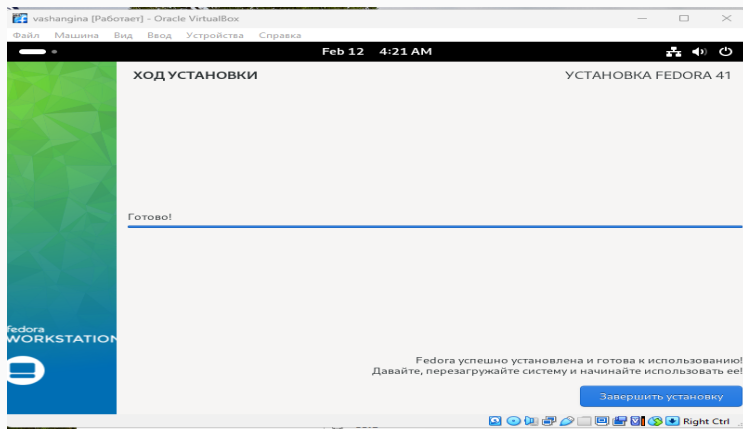 vashangina [Работает] - Oracle VirtualBox
Файл Машина Вид Ввод Устройства Справка
Feb 12 4:21 AM
ХОД УСТАНОВКИ
УСТАНОВКА FEDORA 41
Готово!
fedora
WORKSTATION
Fedora успешно установлена и готова к использованию!
Давайте, перезагружайте систему и начинайте использовать ее!
Завершить установку
Right Ctrl